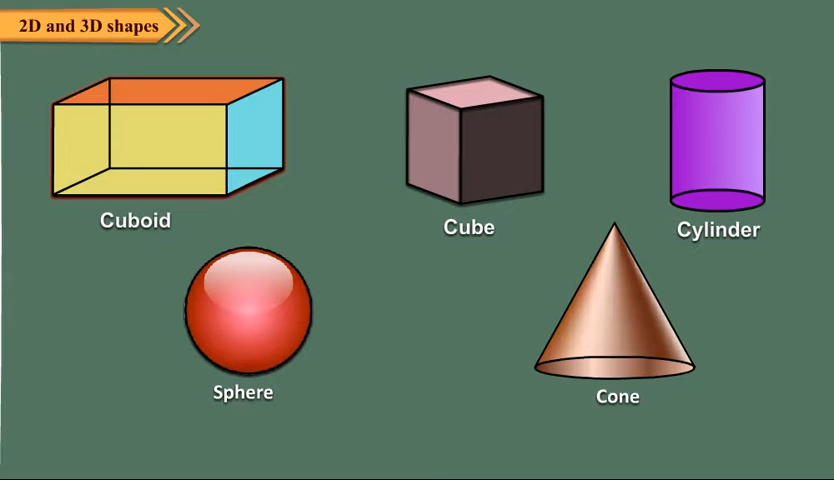 2D and 3D shapes
Cuboid
Cube
Cylinder
Sphere
Cone